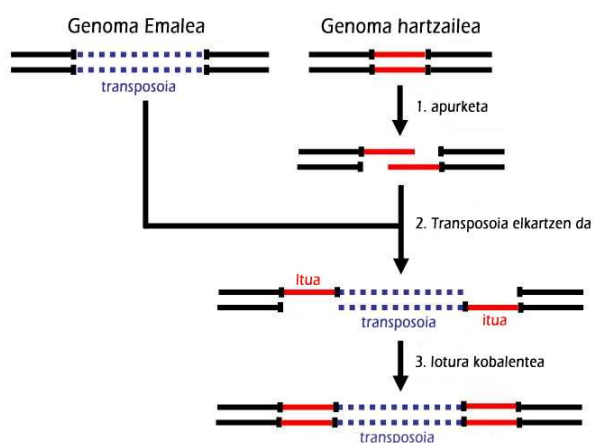 Genoma Emalea
Genoma hartzailea
transposoia
1. apurketa
2. Transposoia elkartzen da
Itua
transposoia
itua
3. lotura kobalentea
transposoia